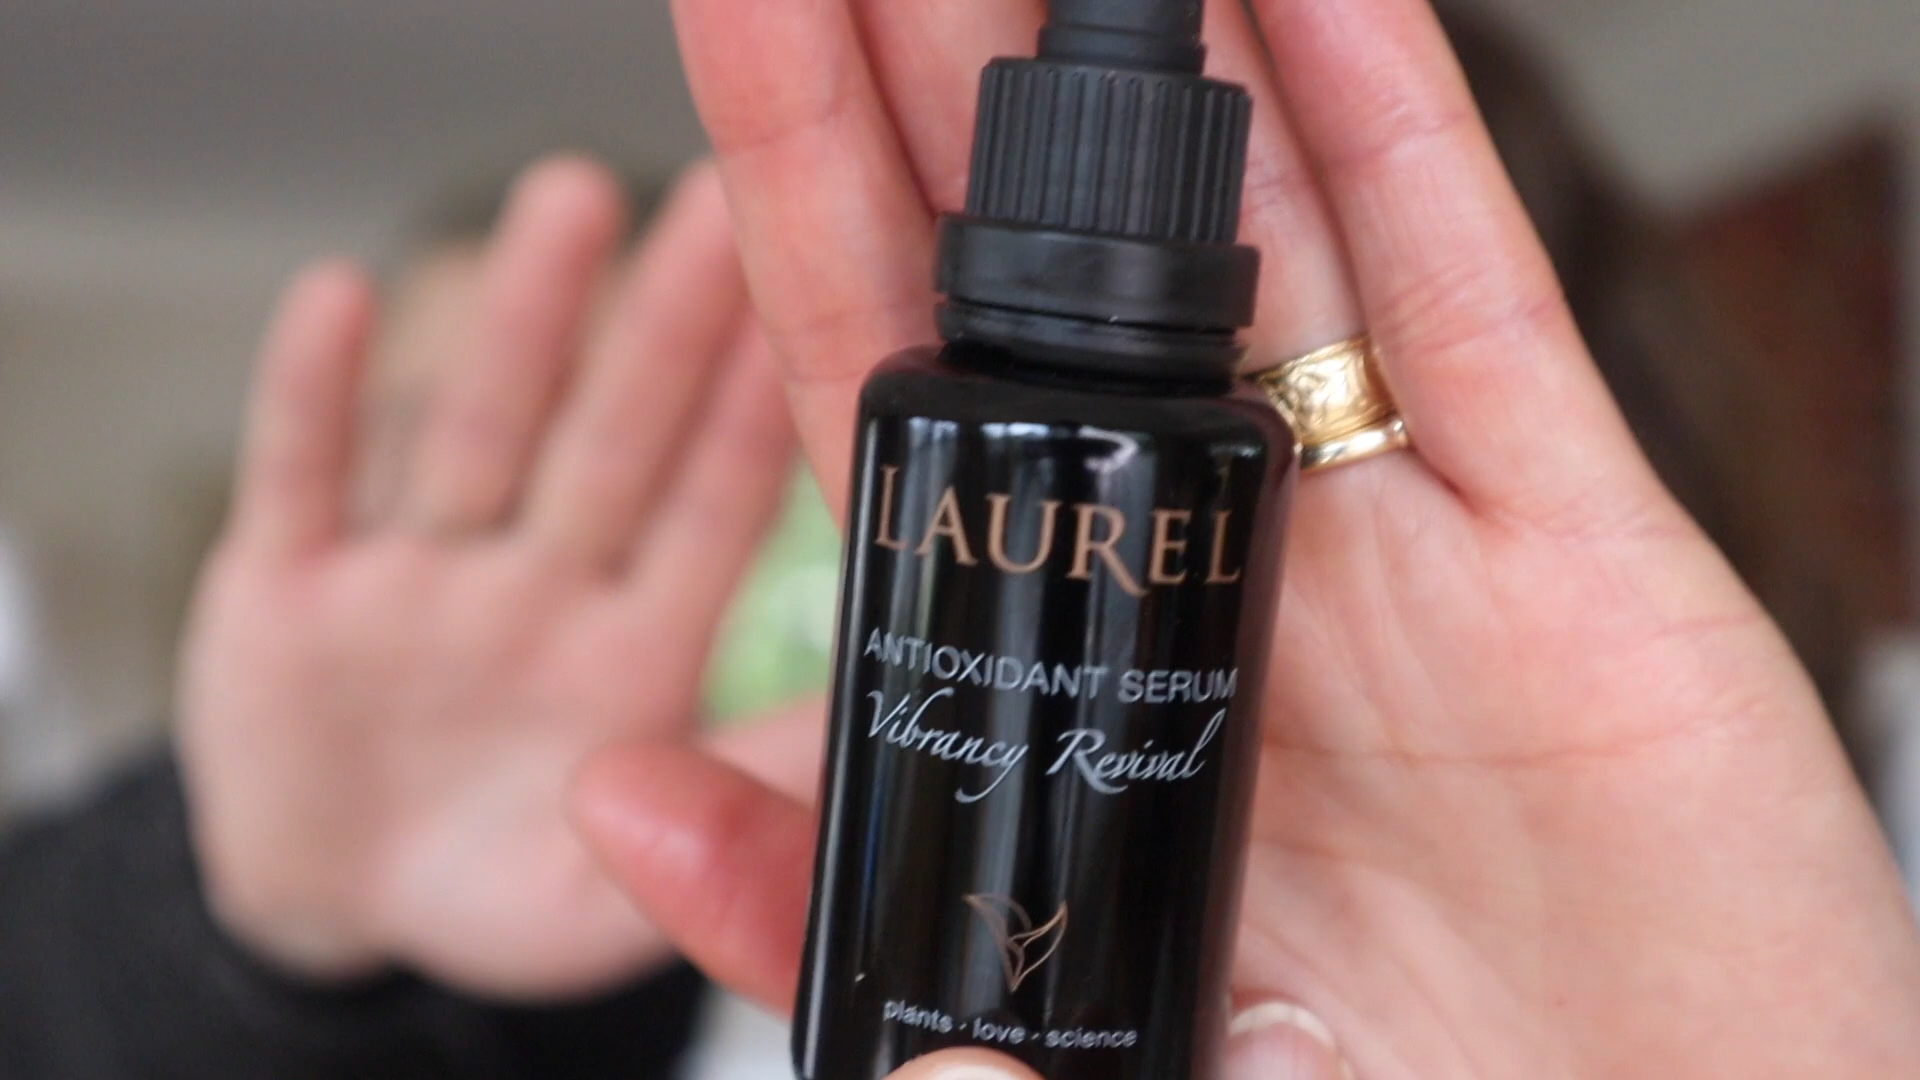 LAUREL
ANTIOXIDANT SERUM
Vibrancy Revival
plants · love · science